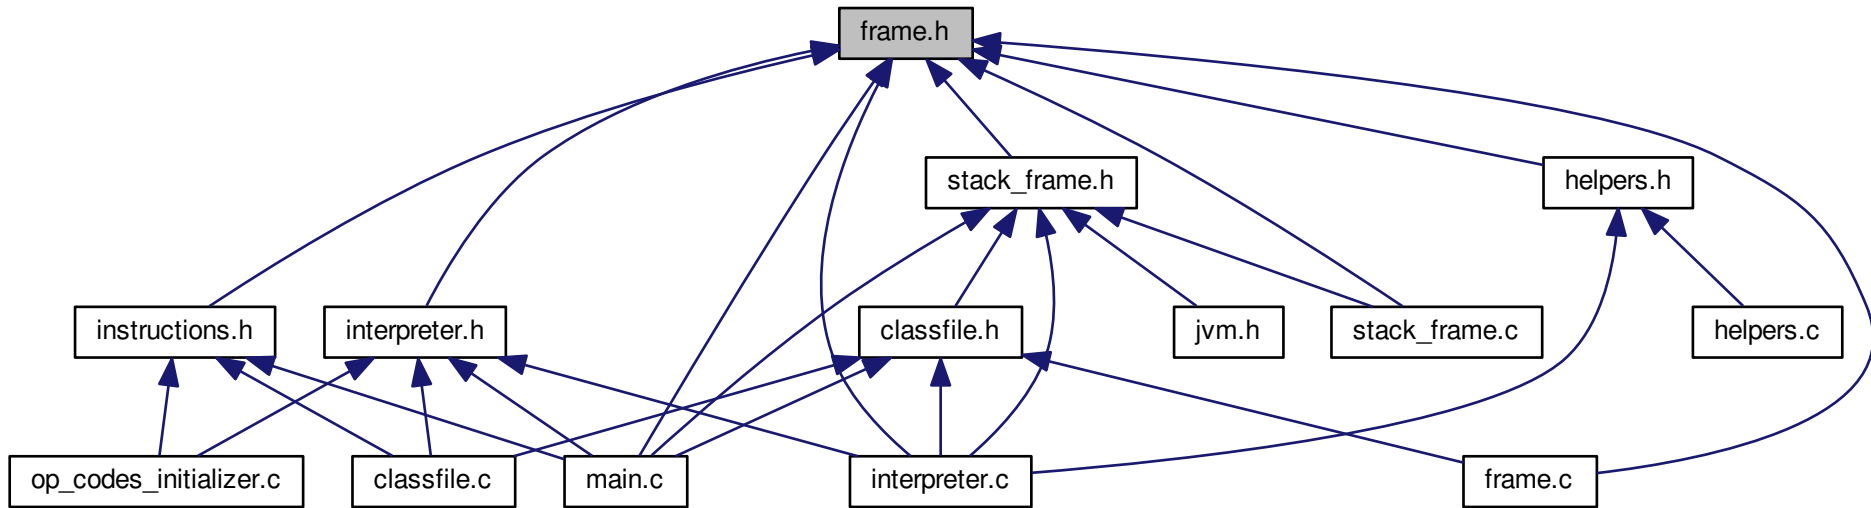 frame.h
stack_frame.h
helpers.h
instructions.h
interpreter.h
classfile.h
jvm.h
stack_frame.c
helpers.c
op_codes_initializer.c
classfile.c
main.c
interpreter.c
frame.c